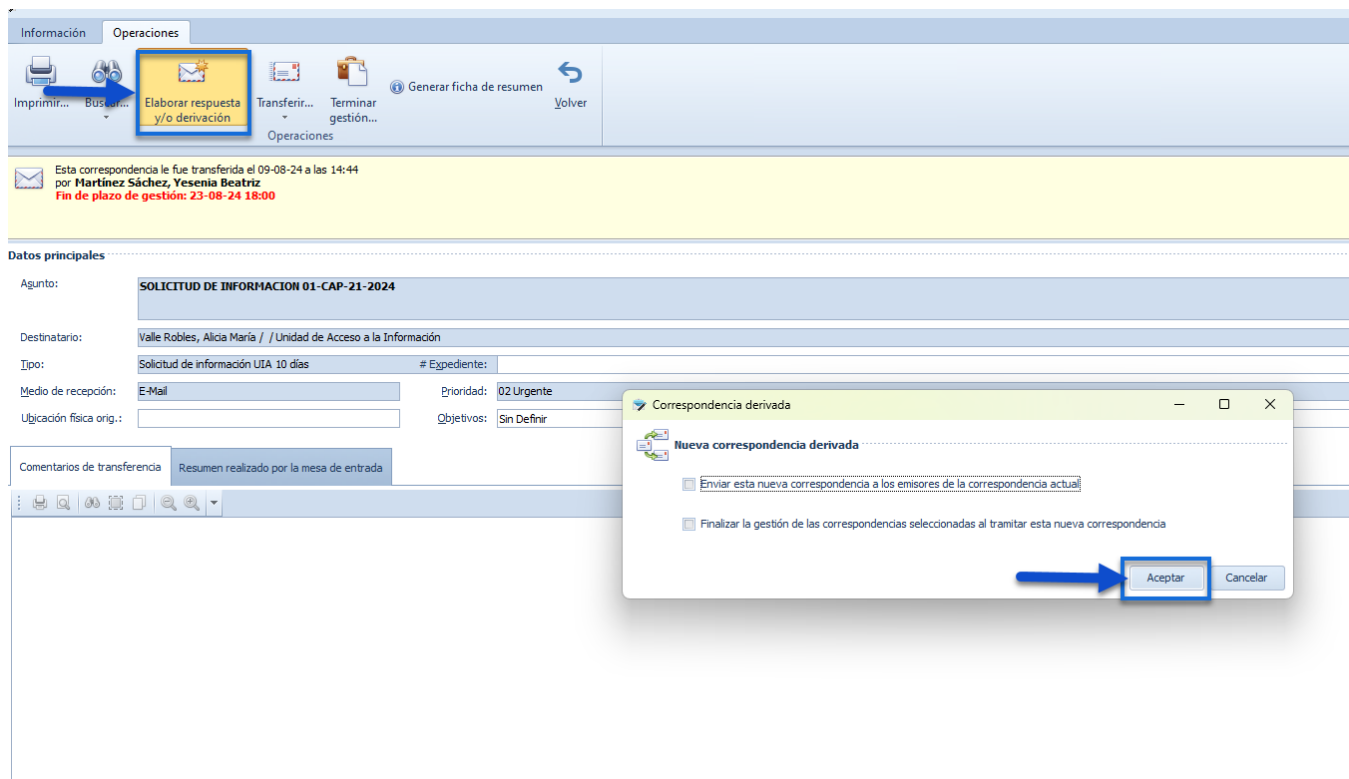 Información Operaciones
Imprimir... Buscar... Elaborar respuesta y/o derivación Transferir... Terminar gestión... Generar ficha de resumen Volver
Operaciones
Esta correspondencia le fue transferida el 09-08-24 a las 14:44
por Martínez Sáchez, Yesenia Beatriz
Fin de plazo de gestión: 23-08-24 18:00
Datos principales
Asunto: SOLICITUD DE INFORMACION 01-CAP-21-2024
Destinatario: Valle Robles, Alicia María / / Unidad de Acceso a la Información
Tipo: Solicitud de información UIA 10 días # Expediente:
Medio de recepción: E-Mail Prioridad: 02 Urgente
Ubicación física orig.: Objetivos: Sin Definir
Comentarios de transferencia Resumen realizado por la mesa de entrada
Correspondencia derivada
Nueva correspondencia derivada
Enviar esta nueva correspondencia a los emisores de la correspondencia actual
Finalizar la gestión de las correspondencias seleccionadas al tramitar esta nueva correspondencia
Aceptar Cancelar